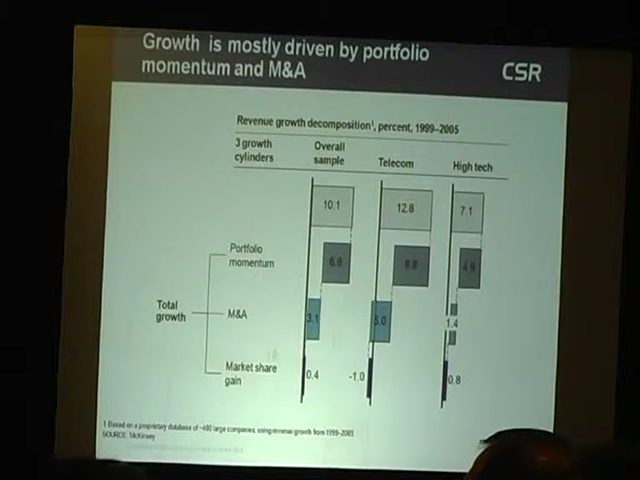 Growth is mostly driven by portfolio
momentum and M&A
CSR
Revenue growth decomposition¹, percent, 1999–2005
3 growth
cylinders
Overall
sample
Telecom
High tech
10.1
12.8
7.1
Portfolio
momentum
6.6
8.8
4.9
Total
growth
M&A
3.1
5.0
1.4
Market share
gain
0.4
-1.0
0.8
1 Based on a proprietary database of ~400 large companies, using revenue growth from 1999–2005
SOURCE: McKinsey